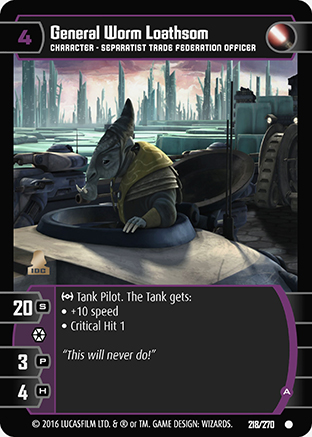 4 General Worm Loathsom
CHARACTER - SEPARATIST TRADE FEDERATION OFFICER
IDC
20 S
Tank Pilot. The Tank gets:
• +10 speed
• Critical Hit 1
3 P
"This will never do!"
4 H
A
© 2016 LUCASFILM LTD. & ® or TM. GAME DESIGN: WIZARDS. 218/270